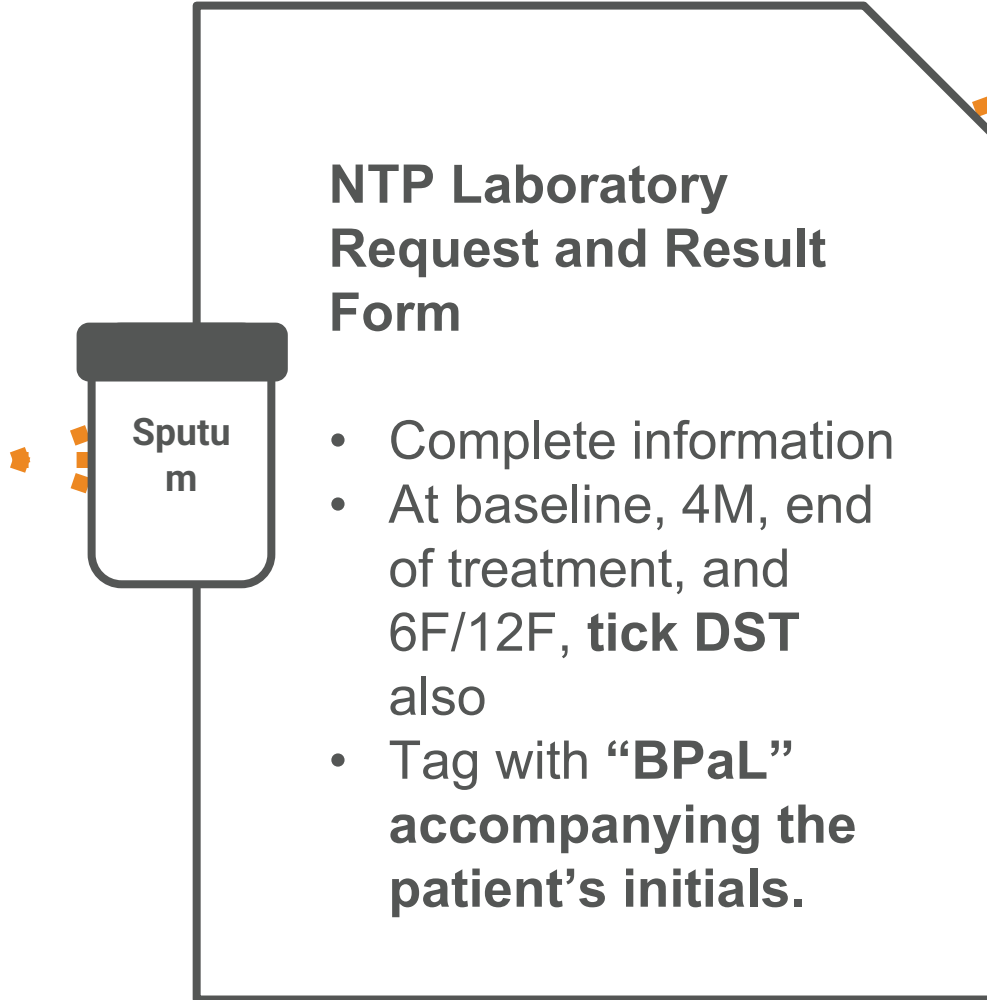 NTP Laboratory
Request and Result
Form
Sputu
m
• Complete information
• At baseline, 4M, end
of treatment, and
6F/12F, tick DST
also
• Tag with “BPaL”
accompanying the
patient’s initials.